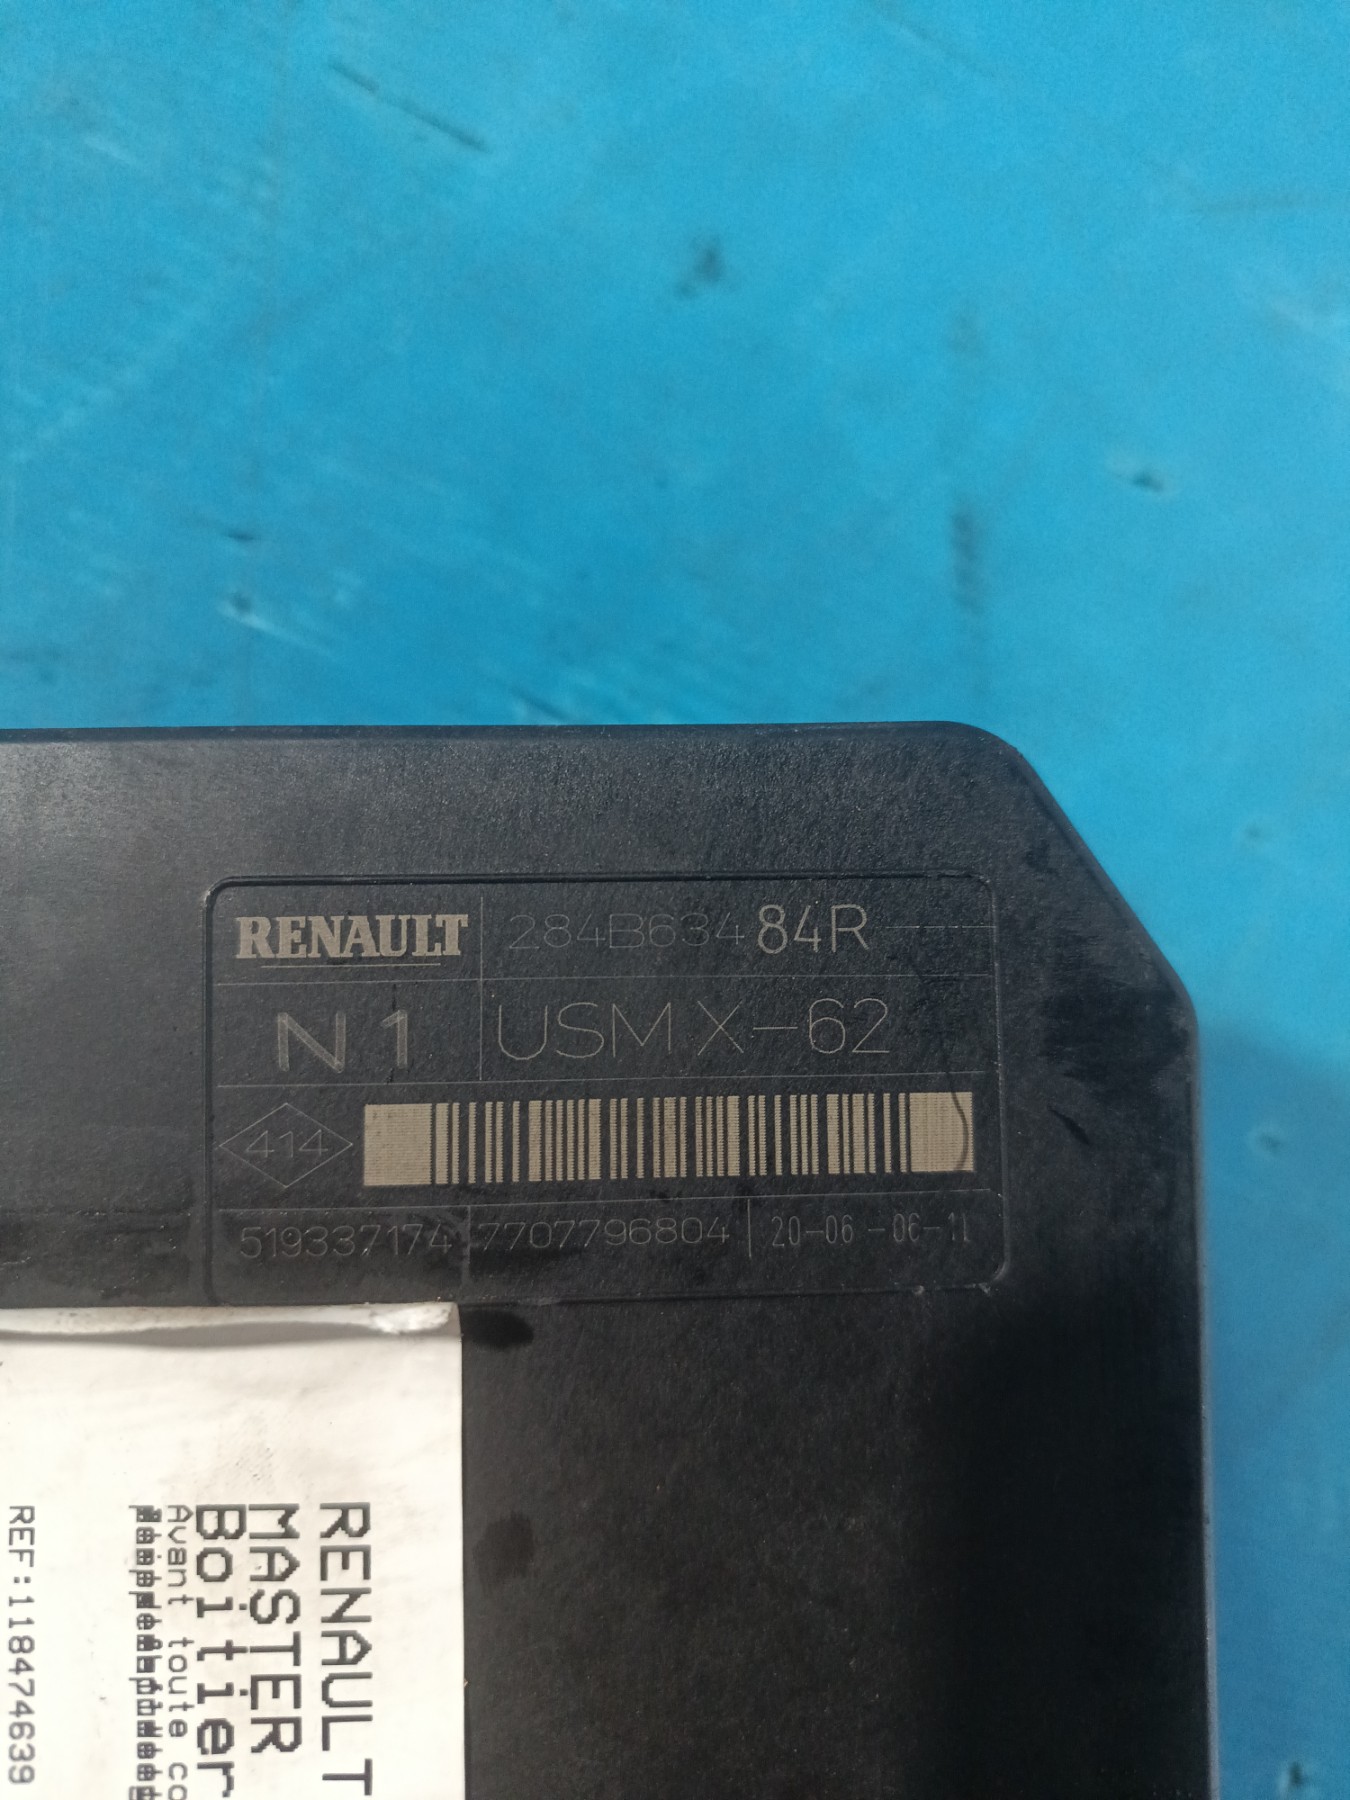 RENAULT 284B634 84R
N1 USM X-62
414
519337174 7707796804 20-06-06-11
RENAULT
MASTER
Boitier
Avant toute co
REF:118474639